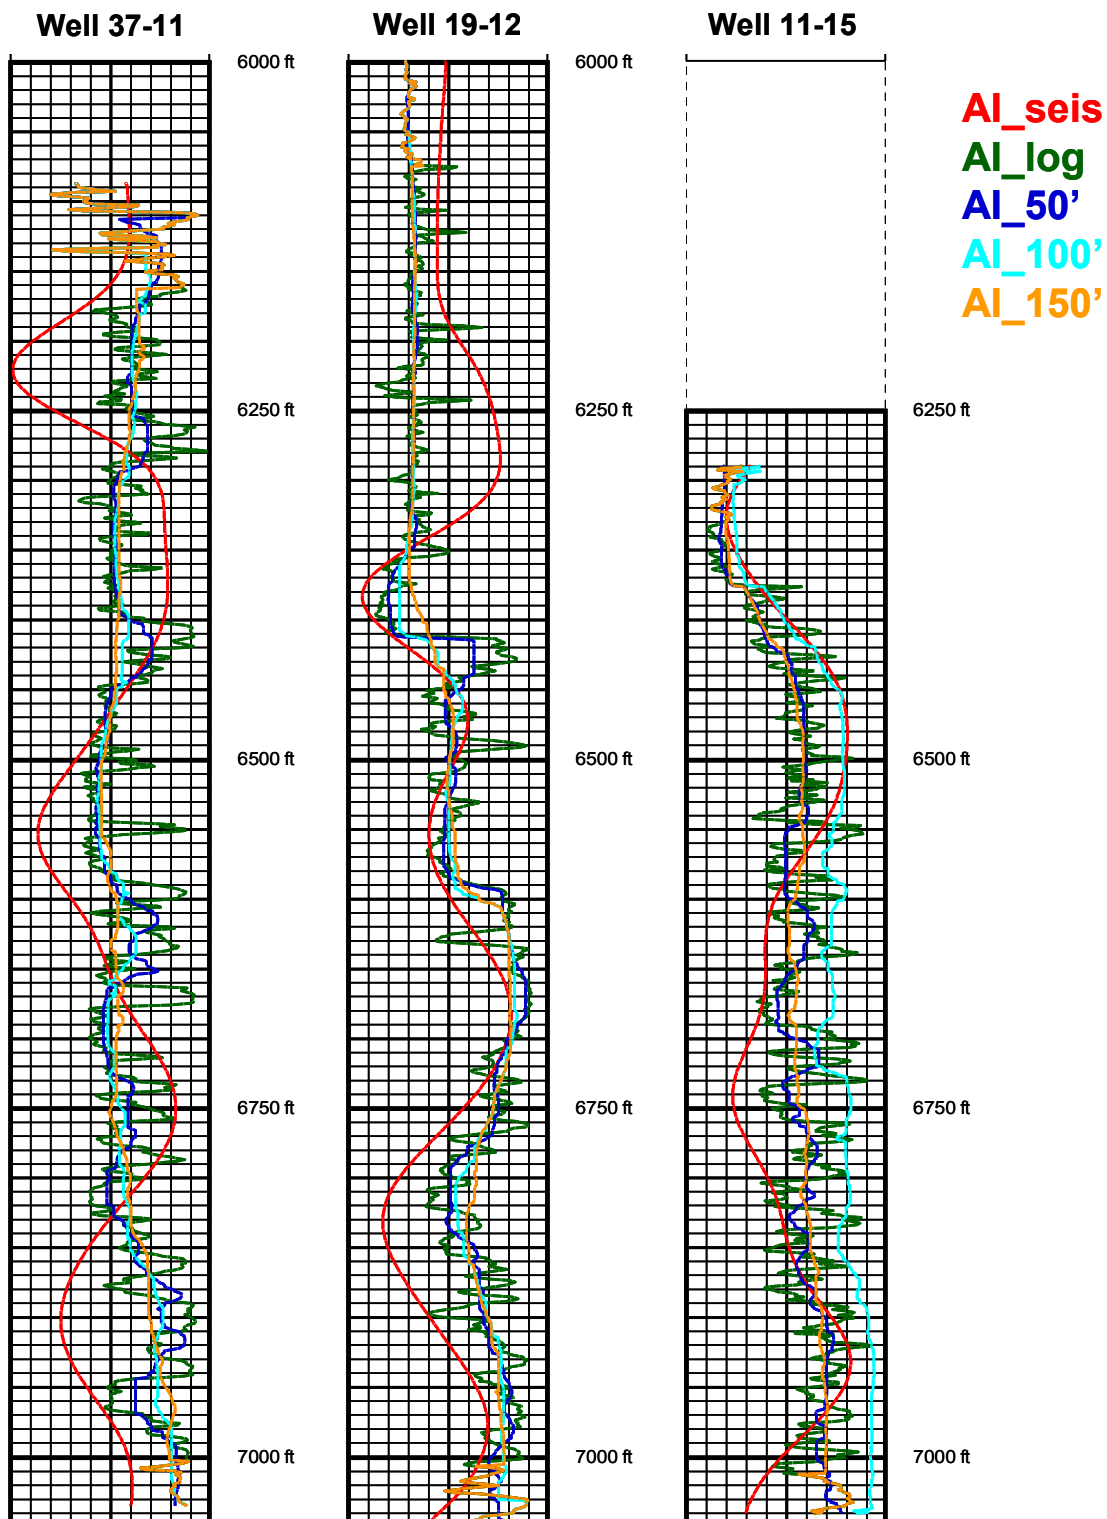 Well 37-11 Well 19-12 Well 11-15
6000 ft 6000 ft
AI_seis
AI_log
AI_50’
AI_100’
AI_150’
6250 ft 6250 ft 6250 ft
6500 ft 6500 ft 6500 ft
6750 ft 6750 ft 6750 ft
7000 ft 7000 ft 7000 ft